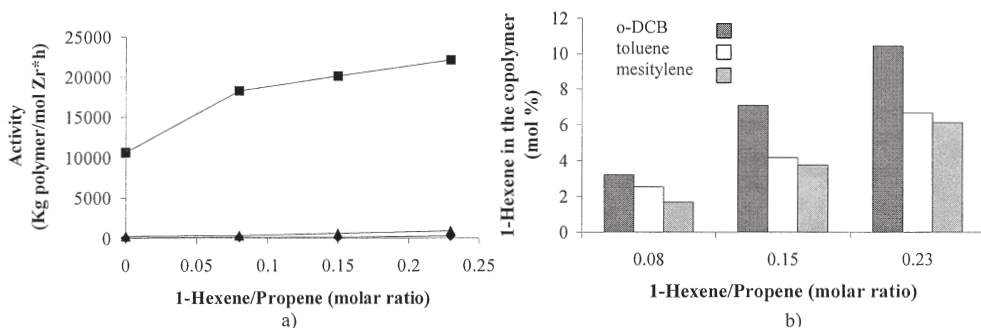 25000
20000
15000
10000
5000
0
Activity
(Kg polymer/mol Zr*h)
0
0.05
0.1
0.15
0.2
0.25
1-Hexene/Propene (molar ratio)
a)
12
10
8
6
4
2
0
1-Hexene in the copolymer
(mol %)
o-DCB
toluene
mesitylene
0.08
0.15
0.23
1-Hexene/Propene (molar ratio)
b)